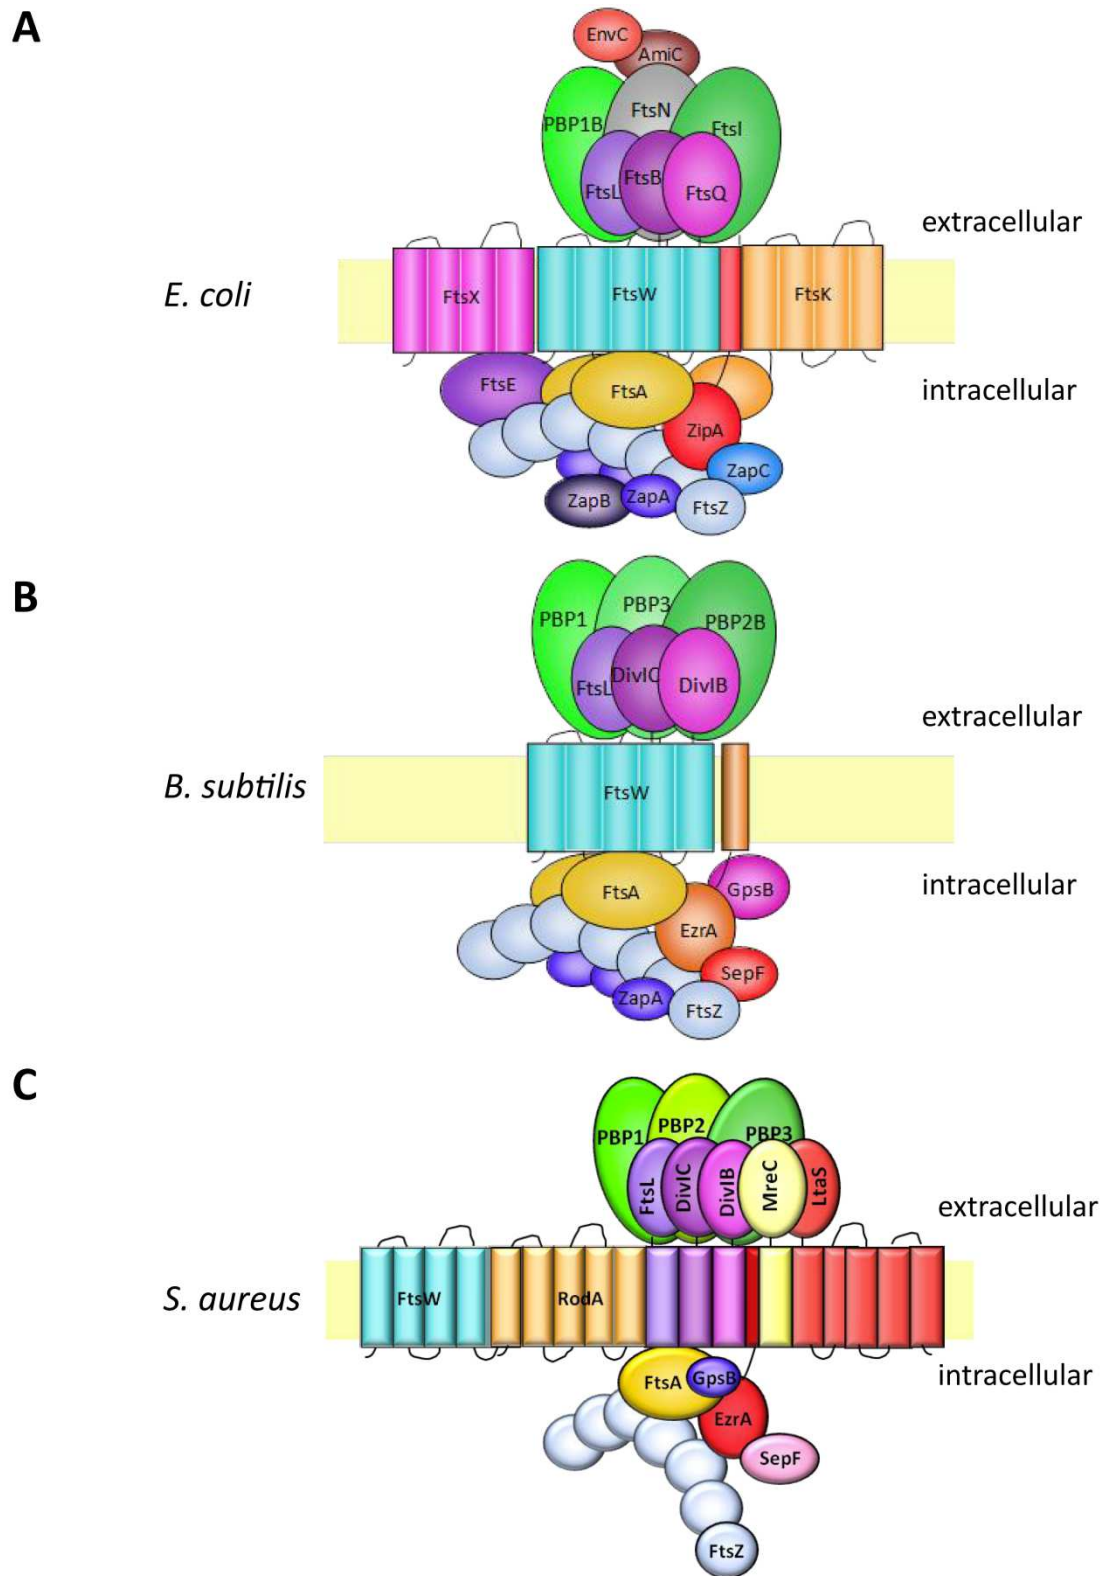 A
EnvC
AmiC
FtsN
PBP1B
FtsI
FtsB
FtsL
FtsQ
extracellular
E. coli
FtsX
FtsW
FtsK
intracellular
FtsE
FtsA
ZipA
ZapC
ZapB
ZapA
FtsZ
B
PBP3
PBP1
PBP2B
DivIC
FtsL
DivIB
extracellular
B. subtilis
FtsW
intracellular
GpsB
FtsA
EzrA
SepF
ZapA
FtsZ
C
PBP2
PBP1
PBP3
FtsL
DivIC
DivIB
MreC
LtaS
extracellular
S. aureus
FtsW
RodA
intracellular
FtsA
GpsB
EzrA
SepF
FtsZ